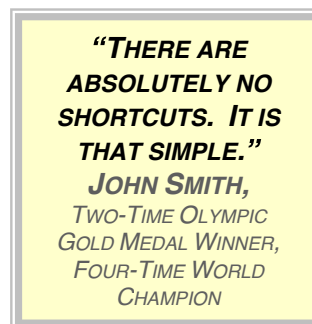 “THERE ARE
ABSOLUTELY NO
SHORTCUTS.  IT IS
THAT SIMPLE.”
JOHN SMITH,
TWO-TIME OLYMPIC
GOLD MEDAL WINNER,
FOUR-TIME WORLD
CHAMPION